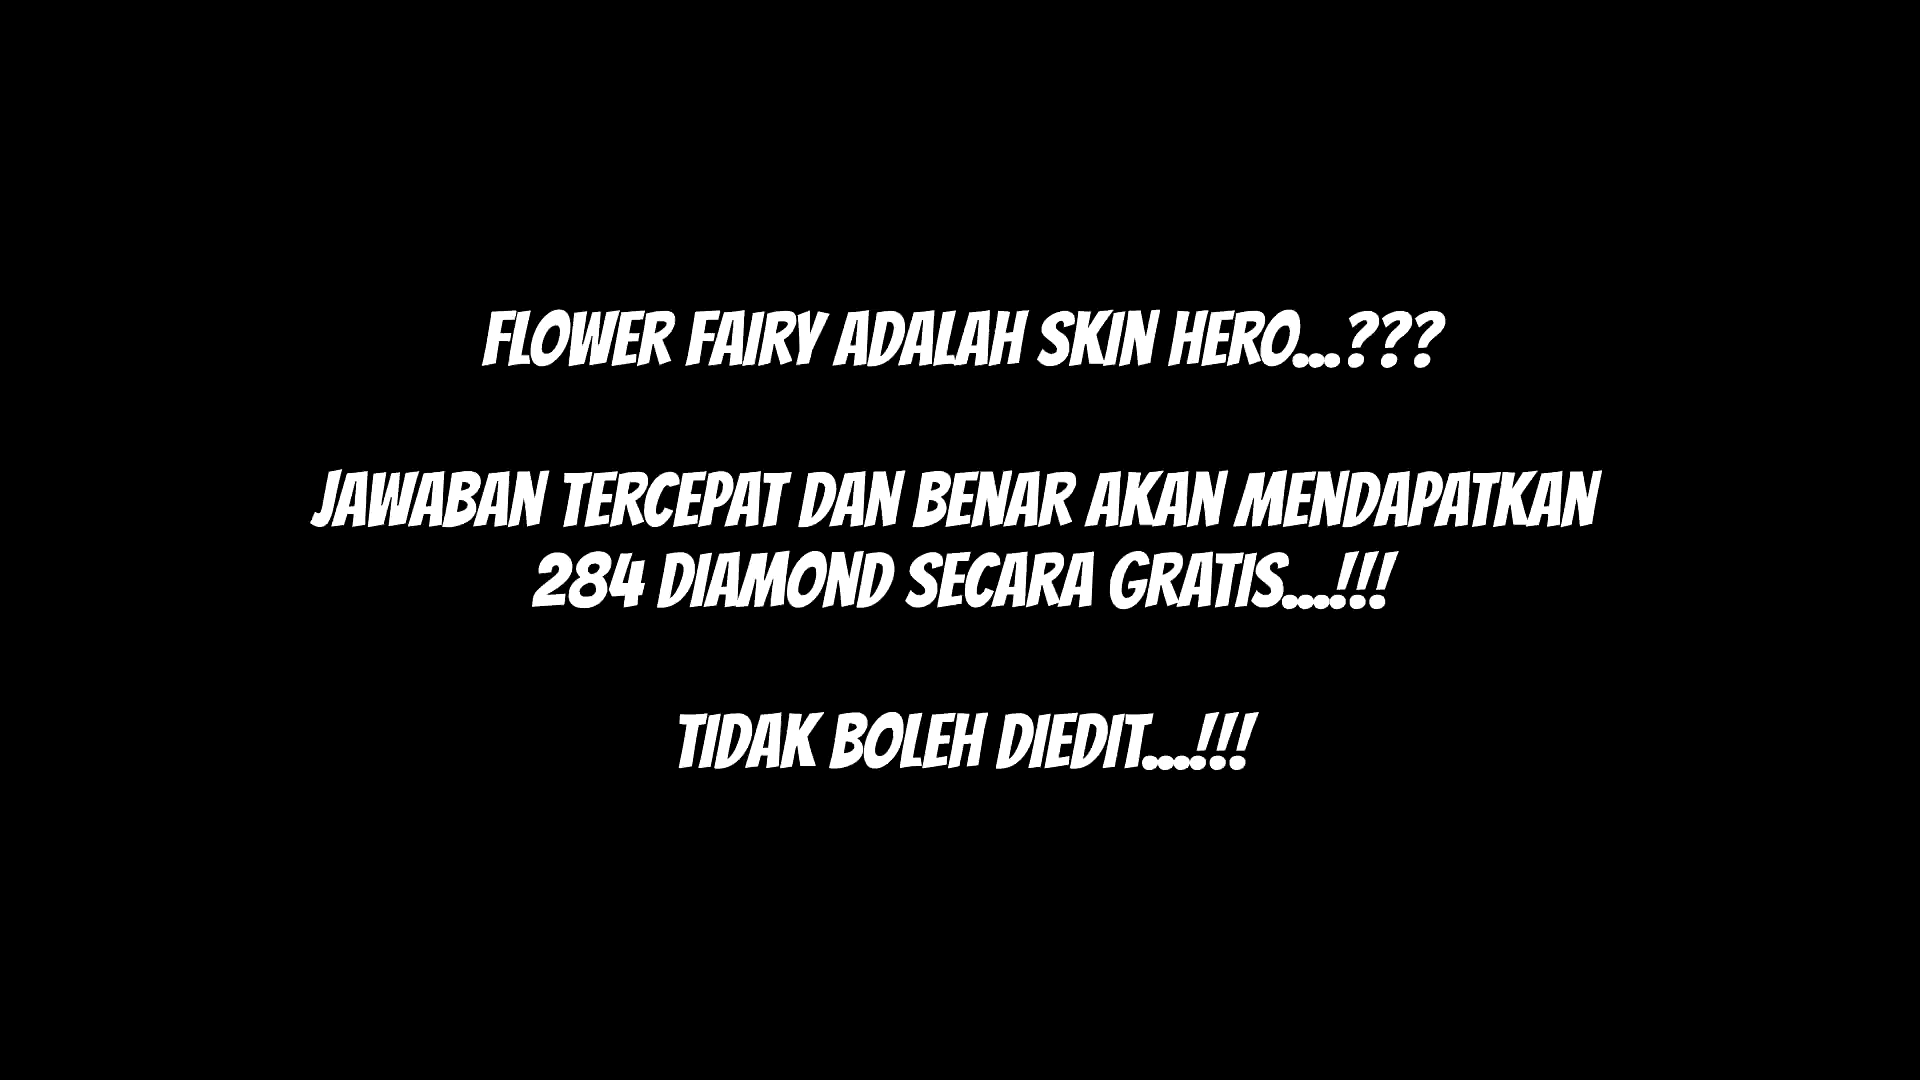 FLOWER FAIRY ADALAH SKIN HERO...???
JAWABAN TERCEPAT DAN BENAR AKAN MENDAPATKAN
284 DIAMOND SECARA GRATIS....!!!
TIDAK BOLEH DIEDIT....!!!